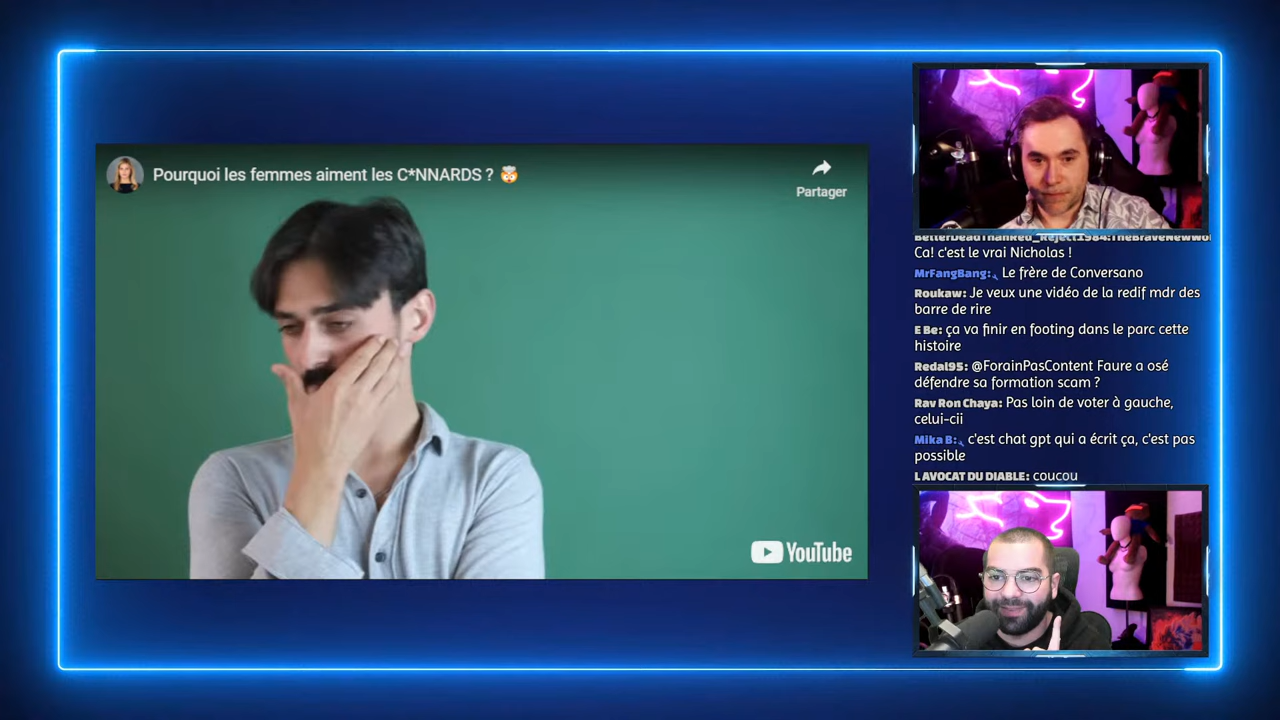 Pourquoi les femmes aiment les C*NNARDS ? 🤯
Partager
YouTube
BetterDeadThanRed_Reject1984:TheBraveNewWo
Ca! c'est le vrai Nicholas !
MrFangBang: Le frère de Conversano
Roukaw: Je veux une vidéo de la redif mdr des
barre de rire
E Be: ça va finir en footing dans le parc cette
histoire
Redal95: @ForainPasContent Faure a osé
défendre sa formation scam ?
Rav Ron Chaya: Pas loin de voter à gauche,
celui-cii
Mika B: c'est chat gpt qui a écrit ça, c'est pas
possible
L AVOCAT DU DIABLE: coucou